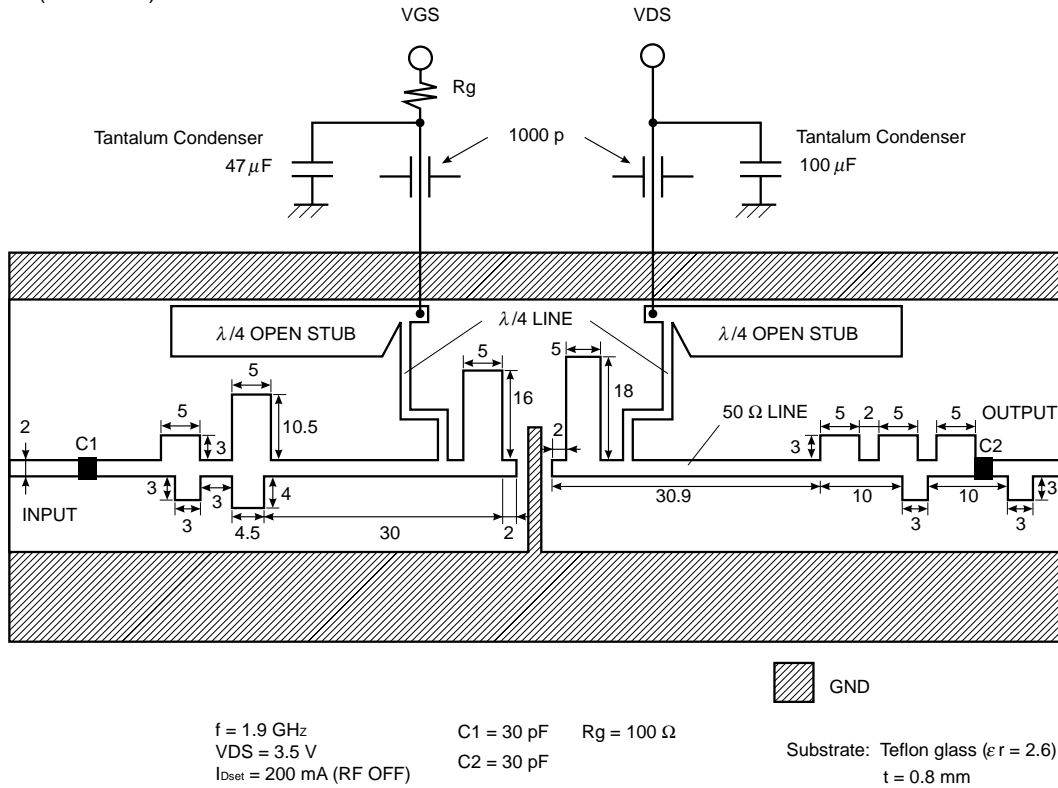 VGS
VDS
Rg
Tantalum Condenser
47 μF
1000 p
Tantalum Condenser
100 μF
λ/4 OPEN STUB
λ/4 LINE
λ/4 OPEN STUB
5
5
16
18
5
5
10.5
3
2
C1
2
50 Ω LINE
5
2
5
5
OUTPUT
3
C2
3
3
3
4
INPUT
3
4.5
30
2
30.9
10
3
10
3
3
GND
f = 1.9 GHz
VDS = 3.5 V
IDset = 200 mA (RF OFF)
C1 = 30 pF
Rg = 100 Ω
C2 = 30 pF
Substrate: Teflon glass (ε r = 2.6)
t = 0.8 mm